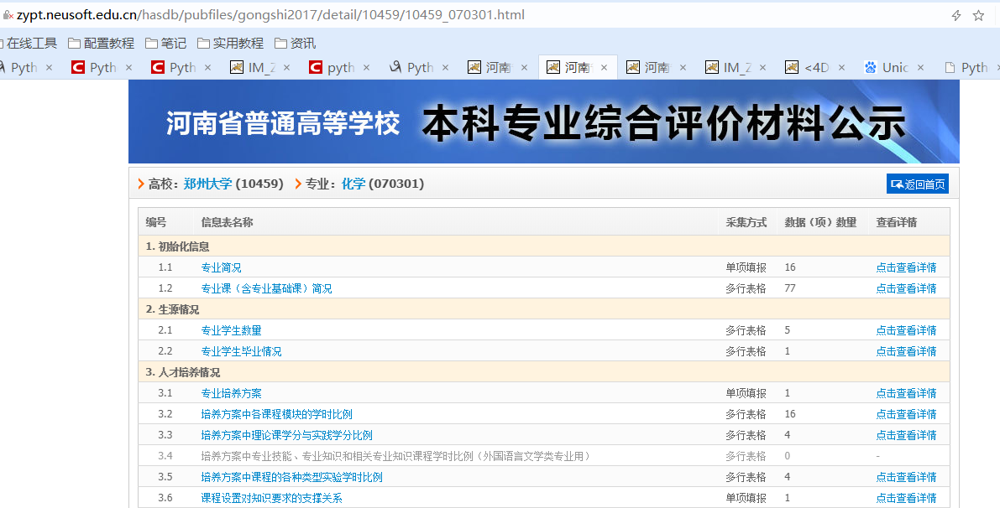 zypt.neusoft.edu.cn/hasdb/pubfiles/gongshi2017/detail/10459/10459_070301.html
在线工具 配置教程 笔记 实用教程 资讯
Pyth × Pyth × Pyth × IM_Z × pyth × Pyth × 河南 × 河南 × 河南 × IM_Z × <4D × Unic × Pyth
河南省普通高等学校 本科专业综合评价材料公示
高校：郑州大学 (10459) 专业：化学 (070301) 返回首页
编号 信息表名称 采集方式 数据（项）数量 查看详情
1. 初始化信息
1.1 专业简况 单项填报 16 点击查看详情
1.2 专业课（含专业基础课）简况 多行表格 77 点击查看详情
2. 生源情况
2.1 专业学生数量 多行表格 5 点击查看详情
2.2 专业学生毕业情况 多行表格 1 点击查看详情
3. 人才培养情况
3.1 专业培养方案 单项填报 1 点击查看详情
3.2 培养方案中各课程模块的学时比例 多行表格 16 点击查看详情
3.3 培养方案中理论课学分与实践学分比例 多行表格 4 点击查看详情
3.4 培养方案中专业技能、专业知识和相关专业知识课程学时比例（外国语言文学类专业用） 多行表格 0 -
3.5 培养方案中课程的各种类型实验学时比例 多行表格 4 点击查看详情
3.6 课程设置对知识要求的支撑关系 单项填报 1 点击查看详情